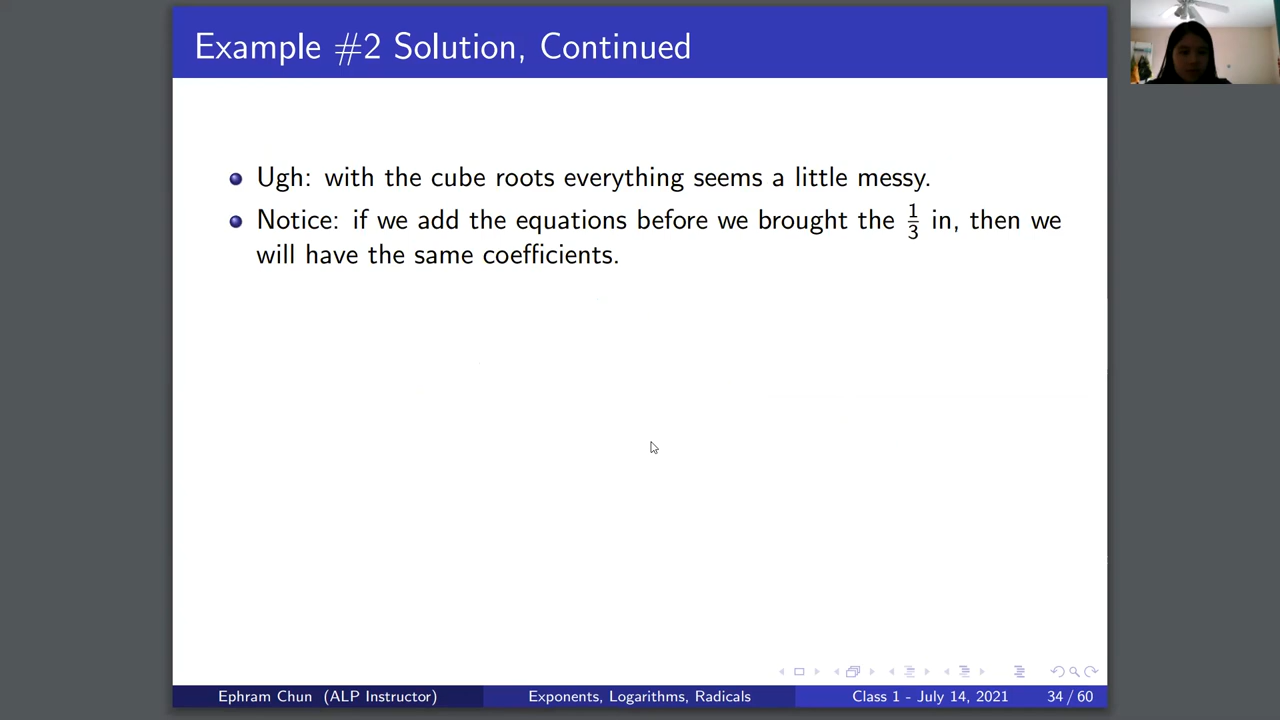 Example #2 Solution, Continued
Ugh: with the cube roots everything seems a little messy.
Notice: if we add the equations before we brought the 1/3 in, then we
will have the same coefficients.
Ephram Chun (ALP Instructor) Exponents, Logarithms, Radicals Class 1 - July 14, 2021 34 / 60